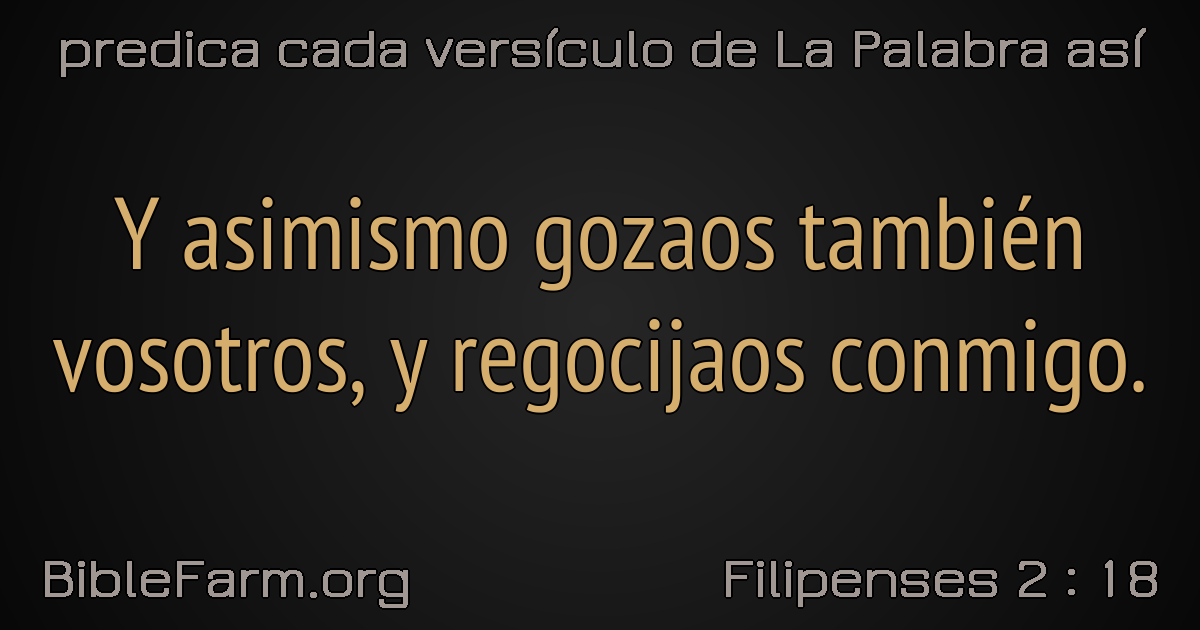 predica cada versículo de La Palabra así
Y asimismo gozaos también
vosotros, y regocijaos conmigo.
BibleFarm.org
Filipenses 2 : 18